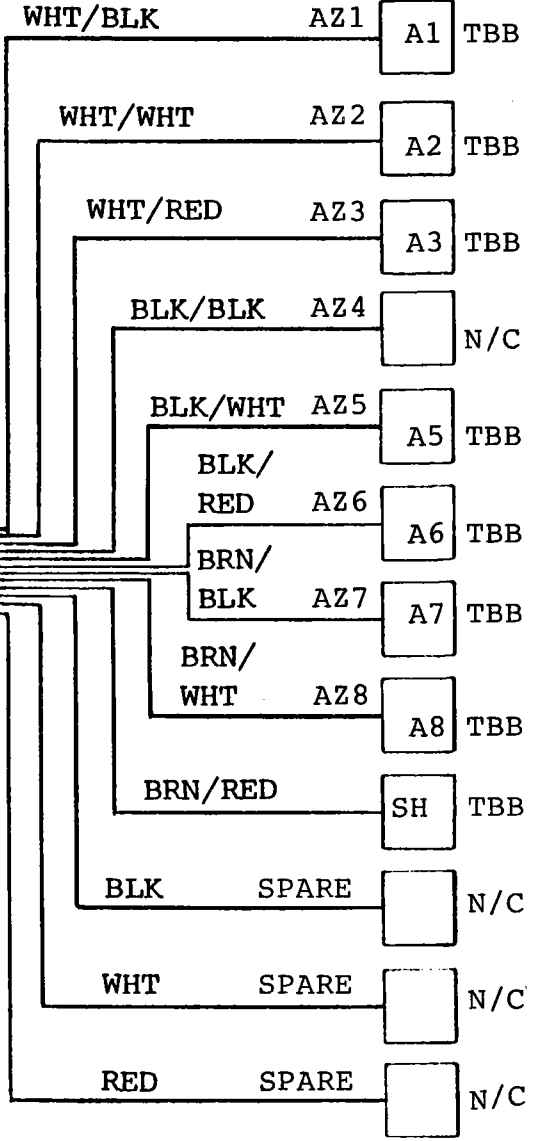 WHT/BLK AZ1 A1 TBB
WHT/WHT AZ2 A2 TBB
WHT/RED AZ3 A3 TBB
BLK/BLK AZ4 N/C
BLK/WHT AZ5 A5 TBB
BLK/
RED AZ6 A6 TBB
BRN/
BLK AZ7 A7 TBB
BRN/
WHT AZ8 A8 TBB
BRN/RED SH TBB
BLK SPARE N/C
WHT SPARE N/C
RED SPARE N/C